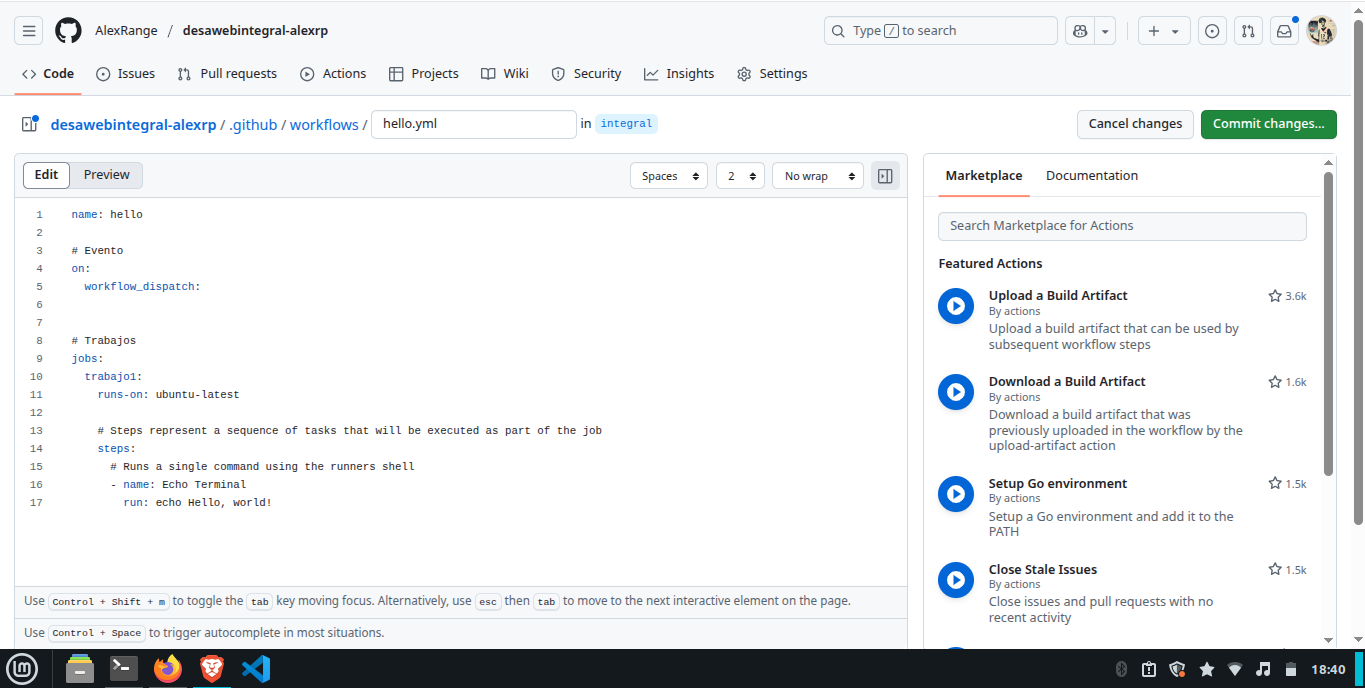 AlexRange / desawebintegral-alexrp
Type / to search
Code Issues Pull requests Actions Projects Wiki Security Insights Settings
desawebintegral-alexrp / .github / workflows / hello.yml in integral
Cancel changes Commit changes...
Edit Preview
Spaces 2 No wrap
1 name: hello
2
3 # Evento
4 on:
5 workflow_dispatch:
6
7
8 # Trabajos
9 jobs:
10 trabajo1:
11 runs-on: ubuntu-latest
12
13 # Steps represent a sequence of tasks that will be executed as part of the job
14 steps:
15 # Runs a single command using the runners shell
16 - name: Echo Terminal
17 run: echo Hello, world!
Use Control + Shift + m to toggle the tab key moving focus. Alternatively, use esc then tab to move to the next interactive element on the page.
Use Control + Space to trigger autocomplete in most situations.
Marketplace Documentation
Search Marketplace for Actions
Featured Actions
Upload a Build Artifact 3.6k
By actions
Upload a build artifact that can be used by
subsequent workflow steps
Download a Build Artifact 1.6k
By actions
Download a build artifact that was
previously uploaded in the workflow by the
upload-artifact action
Setup Go environment 1.5k
By actions
Setup a Go environment and add it to the
PATH
Close Stale Issues 1.5k
By actions
Close issues and pull requests with no
recent activity
18:40